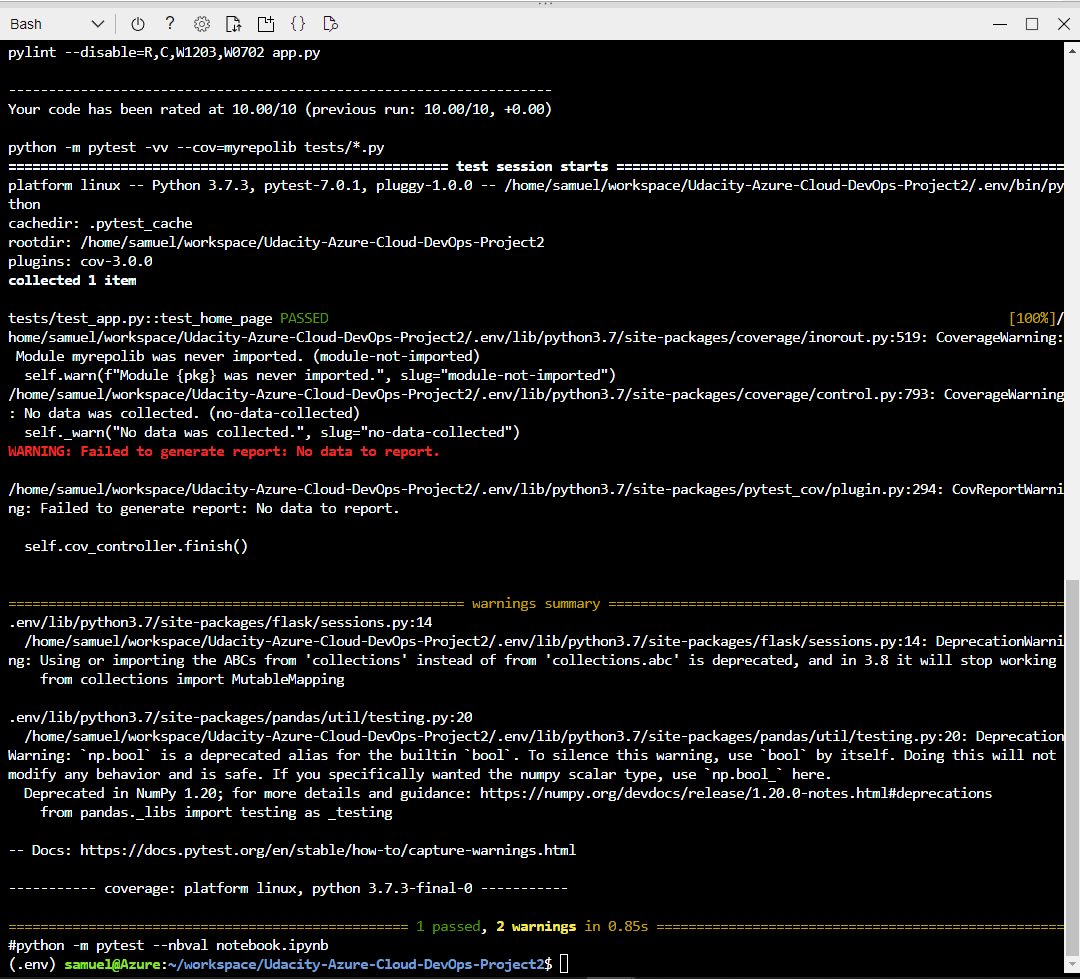 Bash
pylint --disable=R,C,W1203,W0702 app.py
--------------------------------------------------------------------
Your code has been rated at 10.00/10 (previous run: 10.00/10, +0.00)
python -m pytest -vv --cov=myrepolib tests/*.py
======================================================= test session starts ========================================================
platform linux -- Python 3.7.3, pytest-7.0.1, pluggy-1.0.0 -- /home/samuel/workspace/Udacity-Azure-Cloud-DevOps-Project2/.env/bin/py
thon
cachedir: .pytest_cache
rootdir: /home/samuel/workspace/Udacity-Azure-Cloud-DevOps-Project2
plugins: cov-3.0.0
collected 1 item
tests/test_app.py::test_home_page PASSED [100%]/
home/samuel/workspace/Udacity-Azure-Cloud-DevOps-Project2/.env/lib/python3.7/site-packages/coverage/inorout.py:519: CoverageWarning:
Module myrepolib was never imported. (module-not-imported)
self.warn(f"Module {pkg} was never imported.", slug="module-not-imported")
/home/samuel/workspace/Udacity-Azure-Cloud-DevOps-Project2/.env/lib/python3.7/site-packages/coverage/control.py:793: CoverageWarning
: No data was collected. (no-data-collected)
self._warn("No data was collected.", slug="no-data-collected")
WARNING: Failed to generate report: No data to report.
/home/samuel/workspace/Udacity-Azure-Cloud-DevOps-Project2/.env/lib/python3.7/site-packages/pytest_cov/plugin.py:294: CovReportWarni
ng: Failed to generate report: No data to report.
self.cov_controller.finish()
========================================================= warnings summary =========================================================
.env/lib/python3.7/site-packages/flask/sessions.py:14
/home/samuel/workspace/Udacity-Azure-Cloud-DevOps-Project2/.env/lib/python3.7/site-packages/flask/sessions.py:14: DeprecationWarni
ng: Using or importing the ABCs from 'collections' instead of from 'collections.abc' is deprecated, and in 3.8 it will stop working
from collections import MutableMapping
.env/lib/python3.7/site-packages/pandas/util/testing.py:20
/home/samuel/workspace/Udacity-Azure-Cloud-DevOps-Project2/.env/lib/python3.7/site-packages/pandas/util/testing.py:20: Deprecation
Warning: `np.bool` is a deprecated alias for the builtin `bool`. To silence this warning, use `bool` by itself. Doing this will not
modify any behavior and is safe. If you specifically wanted the numpy scalar type, use `np.bool_` here.
Deprecated in NumPy 1.20; for more details and guidance: https://numpy.org/devdocs/release/1.20.0-notes.html#deprecations
from pandas._libs import testing as _testing
-- Docs: https://docs.pytest.org/en/stable/how-to/capture-warnings.html
----------- coverage: platform linux, python 3.7.3-final-0 -----------
================================================== 1 passed, 2 warnings in 0.85s ===================================================
#python -m pytest --nbval notebook.ipynb
(.env) samuel@Azure:~/workspace/Udacity-Azure-Cloud-DevOps-Project2$